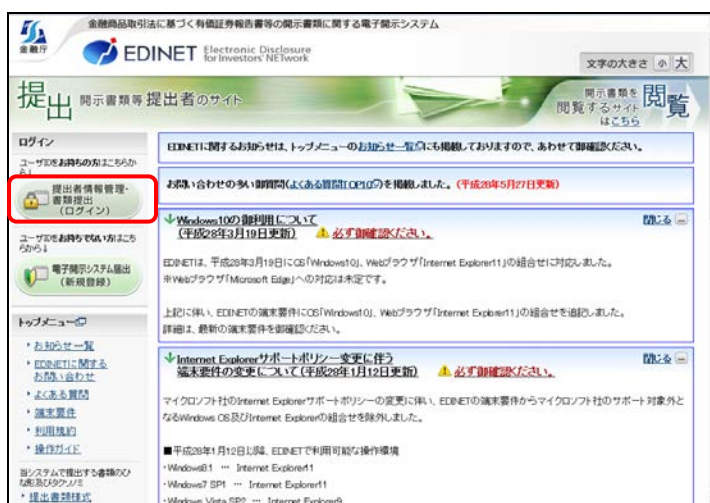 金融商品取引法に基づく有価証券報告書等の開示書類に関する電子開示システム
金融庁
EDINET Electronic Disclosure
for Investors' NETwork
文字の大きさ 小 大
提出 開示書類等提出者のサイト
開示書類を
閲覧するサイト
はこちら
閲覧
ログイン
ユーザIDをお持ちの方はこちらか
ら↓
提出者情報管理・
書類提出
(ログイン)
ユーザIDをお持ちでない方はこち
らから↓
電子開示システム届出
(新規登録)
トップメニュー
お知らせ一覧
EDINETに関する
お問い合わせ
よくある質問
端末要件
利用規約
操作ガイド
当システムで提出する書類のひ
な形及びタクソノミ
提出書類様式
EDINETに関するお知らせは、トップメニューのお知らせ一覧にも掲載しておりますので、あわせて御確認ください。
お問い合わせの多い御質問(よくある質問TOP10)を掲載しました。(平成28年5月27日更新)
Windows10の御利用について
(平成28年3月19日更新) 必ず御確認ください。
閉じる
EDINETは、平成28年3月19日にOS「Windows10」、Webブラウザ「Internet Explorer11」の組合せに対応しました。
※Webブラウザ「Microsoft Edge」への対応は未定です。
上記に伴い、EDINETの端末要件にOS「Windows10」、Webブラウザ「Internet Explorer11」の組合せを追記しました。
詳細は、最新の端末要件を御確認ください。
Internet Explorerサポートポリシー変更に伴う
端末要件の変更について(平成28年1月12日更新) 必ず御確認ください。
閉じる
マイクロソフト社のInternet Explorerサポートポリシーの変更に伴い、EDINETの端末要件からマイクロソフト社のサポート対象外と
なるWindows OS及びInternet Explorerの組合せを除外しました。
■平成28年1月12日以降、EDINETで利用可能な操作環境
・Windows8.1 … Internet Explorer11
・Windows7 SP1 … Internet Explorer11
・Windows Vista SP2 … Internet Explorer9